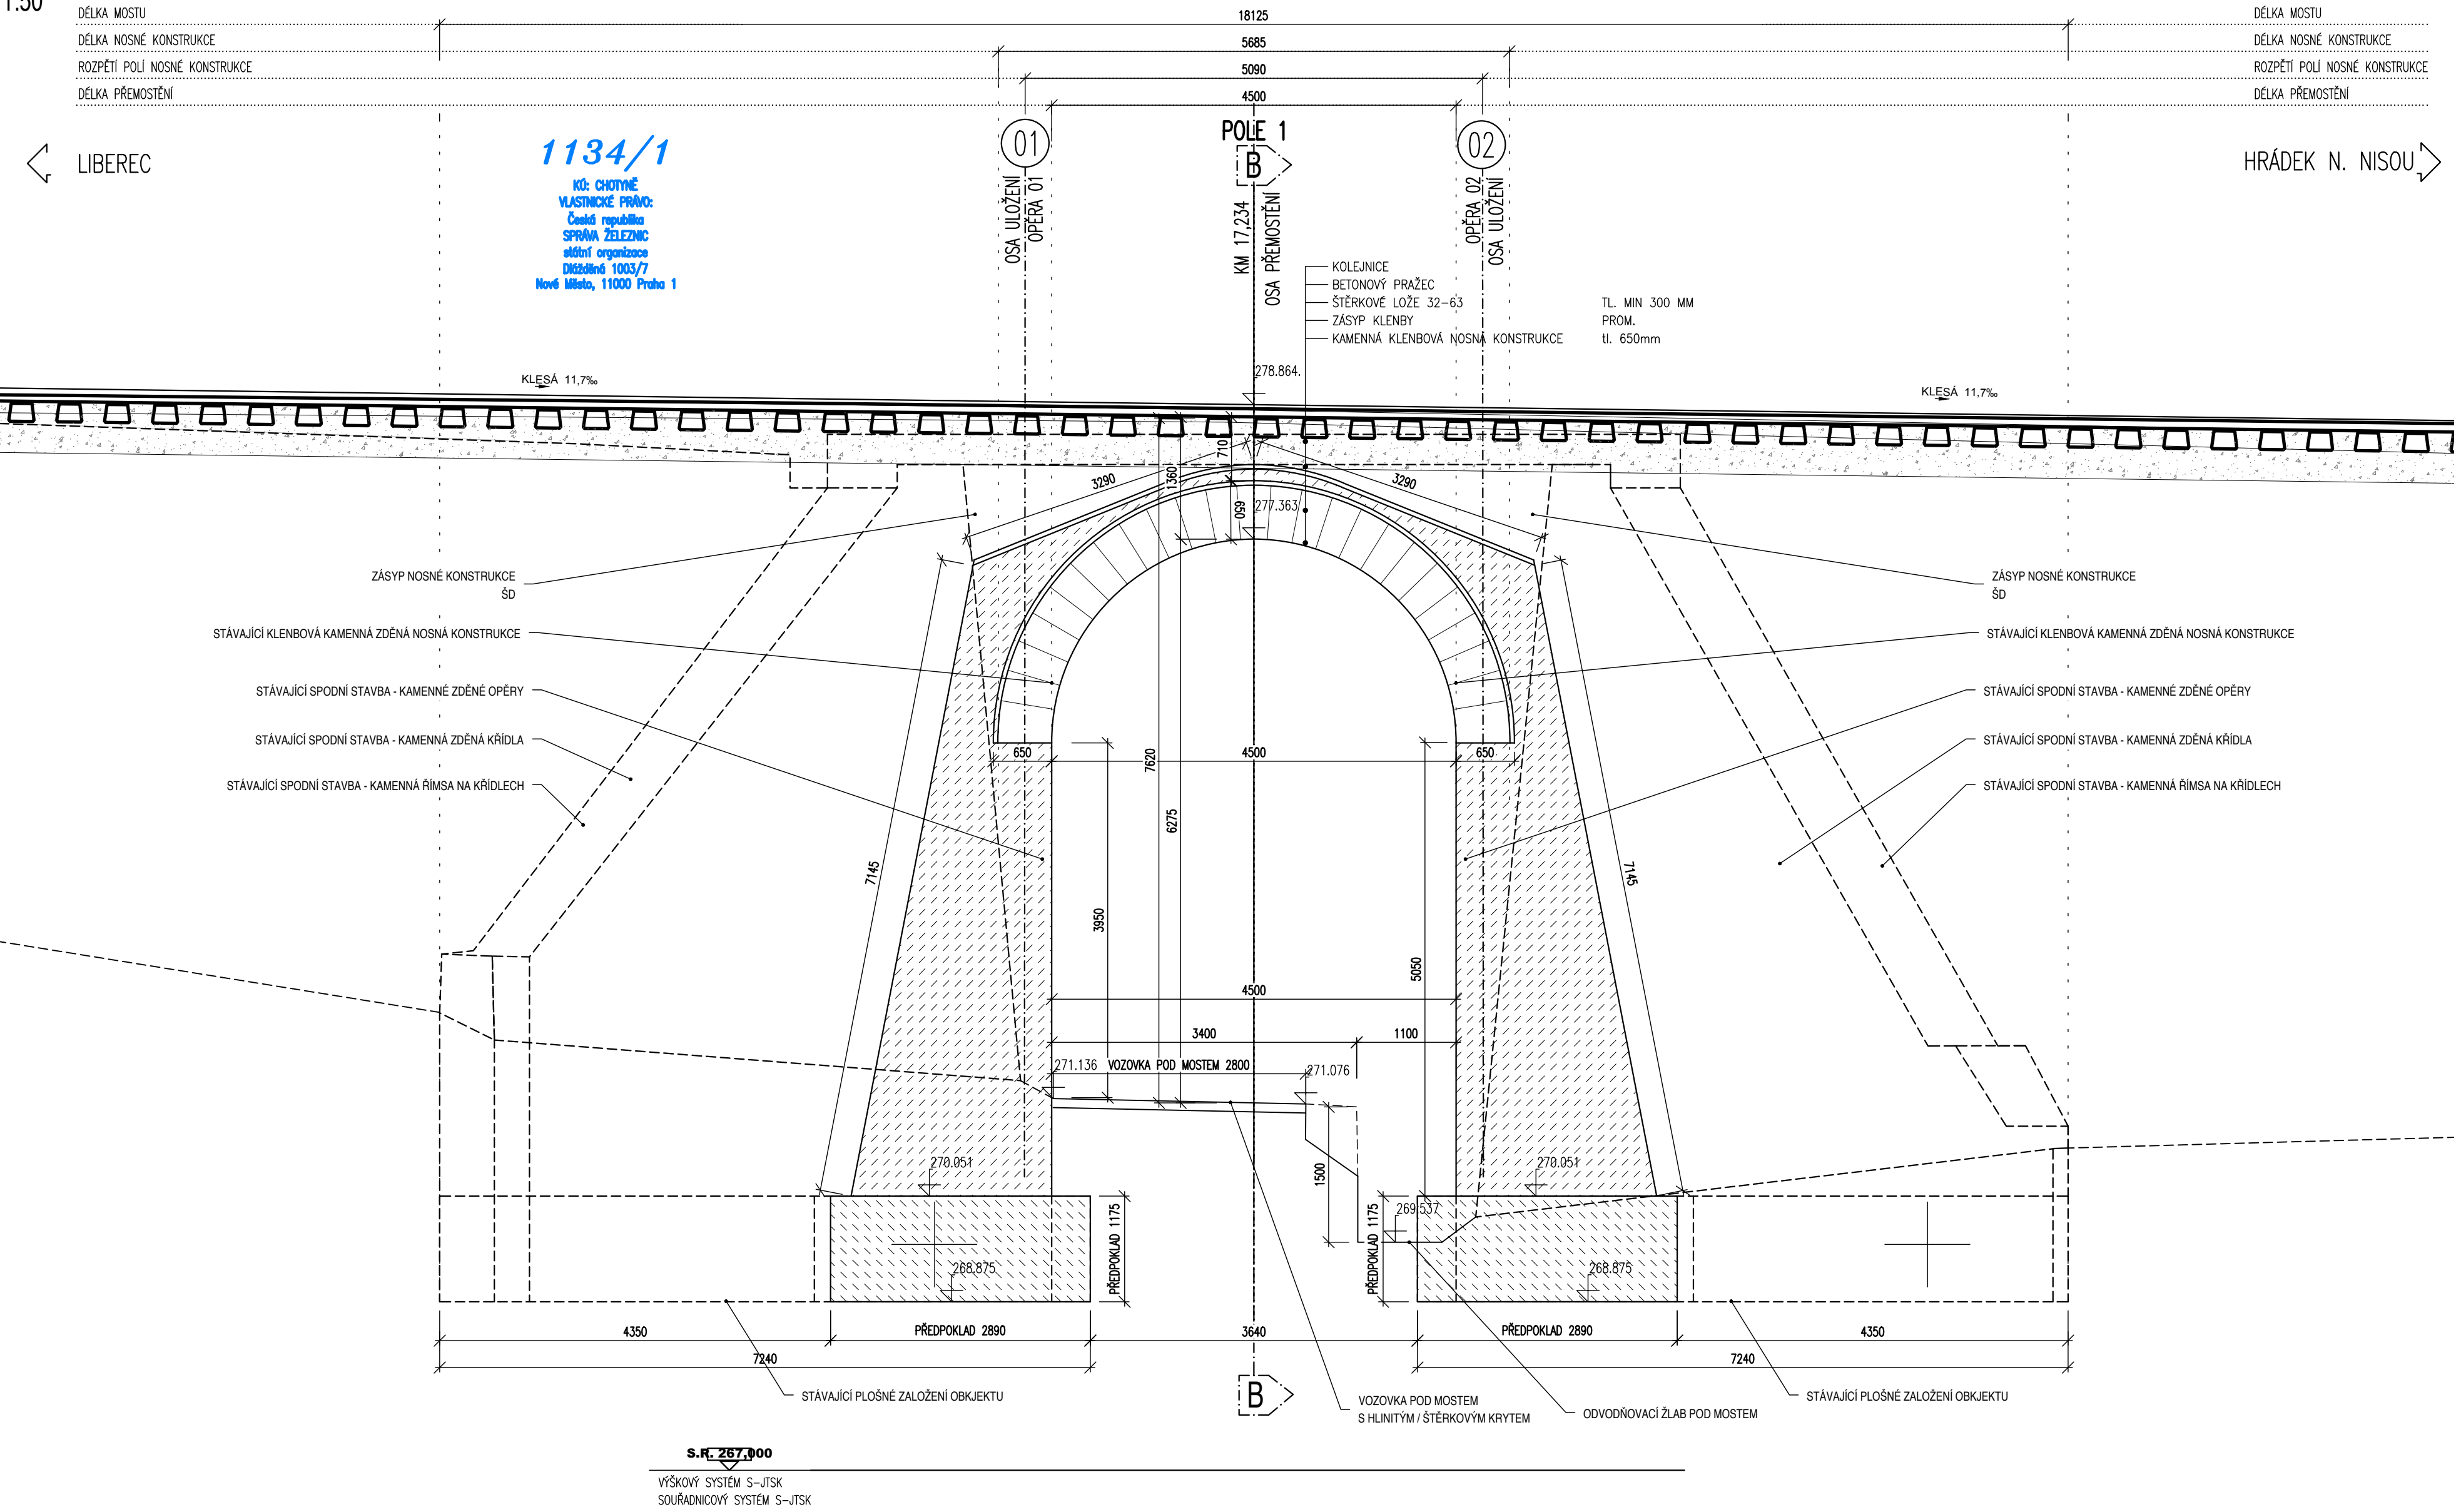 1:50
DÉLKA MOSTU
18125
DÉLKA MOSTU
DÉLKA NOSNÉ KONSTRUKCE
5685
DÉLKA NOSNÉ KONSTRUKCE
ROZPĚTÍ POLÍ NOSNÉ KONSTRUKCE
5090
ROZPĚTÍ POLÍ NOSNÉ KONSTRUKCE
DÉLKA PŘEMOSTĚNÍ
4500
DÉLKA PŘEMOSTĚNÍ
LIBEREC
1134/1
KÚ: CHOTYNĚ
VLASTNICKÉ PRÁVO:
Česká republika
SPRÁVA ŽELEZNIC
státní organizace
Dlážděná 1003/7
Nové Město, 11000 Praha 1
01
POLE 1
B
02
HRÁDEK N. NISOU
OSA ULOŽENÍ
OPĚRA 01
KM 17,234
OSA PŘEMOSTĚNÍ
OPĚRA 02
OSA ULOŽENÍ
KOLEJNICE
BETONOVÝ PRAŽEC
ŠTĚRKOVÉ LOŽE 32-63 TL. MIN 300 MM
ZÁSYP KLENBY PROM.
KAMENNÁ KLENBOVÁ NOSNÁ KONSTRUKCE tl. 650mm
278.864.
KLESÁ 11,7‰
KLESÁ 11,7‰
710
1360
3290
3290
650
277.363
ZÁSYP NOSNÉ KONSTRUKCE
ŠD
ZÁSYP NOSNÉ KONSTRUKCE
ŠD
STÁVAJÍCÍ KLENBOVÁ KAMENNÁ ZDĚNÁ NOSNÁ KONSTRUKCE
STÁVAJÍCÍ KLENBOVÁ KAMENNÁ ZDĚNÁ NOSNÁ KONSTRUKCE
STÁVAJÍCÍ SPODNÍ STAVBA - KAMENNÉ ZDĚNÉ OPĚRY
STÁVAJÍCÍ SPODNÍ STAVBA - KAMENNÉ ZDĚNÉ OPĚRY
STÁVAJÍCÍ SPODNÍ STAVBA - KAMENNÁ ZDĚNÁ KŘÍDLA
STÁVAJÍCÍ SPODNÍ STAVBA - KAMENNÁ ZDĚNÁ KŘÍDLA
STÁVAJÍCÍ SPODNÍ STAVBA - KAMENNÁ ŘÍMSA NA KŘÍDLECH
STÁVAJÍCÍ SPODNÍ STAVBA - KAMENNÁ ŘÍMSA NA KŘÍDLECH
650
4500
650
7620
6275
7145
7145
3950
5050
4500
3400
1100
271.136
VOZOVKA POD MOSTEM 2800
271.076
1500
270.051
270.051
PŘEDPOKLAD 1175
PŘEDPOKLAD 1175
269.537
268.875
268.875
4350
PŘEDPOKLAD 2890
3640
PŘEDPOKLAD 2890
4350
7240
7240
STÁVAJÍCÍ PLOŠNÉ ZALOŽENÍ OBKJEKTU
B
VOZOVKA POD MOSTEM
S HLINITÝM / ŠTĚRKOVÝM KRYTEM
ODVODŇOVACÍ ŽLAB POD MOSTEM
STÁVAJÍCÍ PLOŠNÉ ZALOŽENÍ OBKJEKTU
S.R. 267,000
VÝŠKOVÝ SYSTÉM S-JTSK
SOUŘADNICOVÝ SYSTÉM S-JTSK